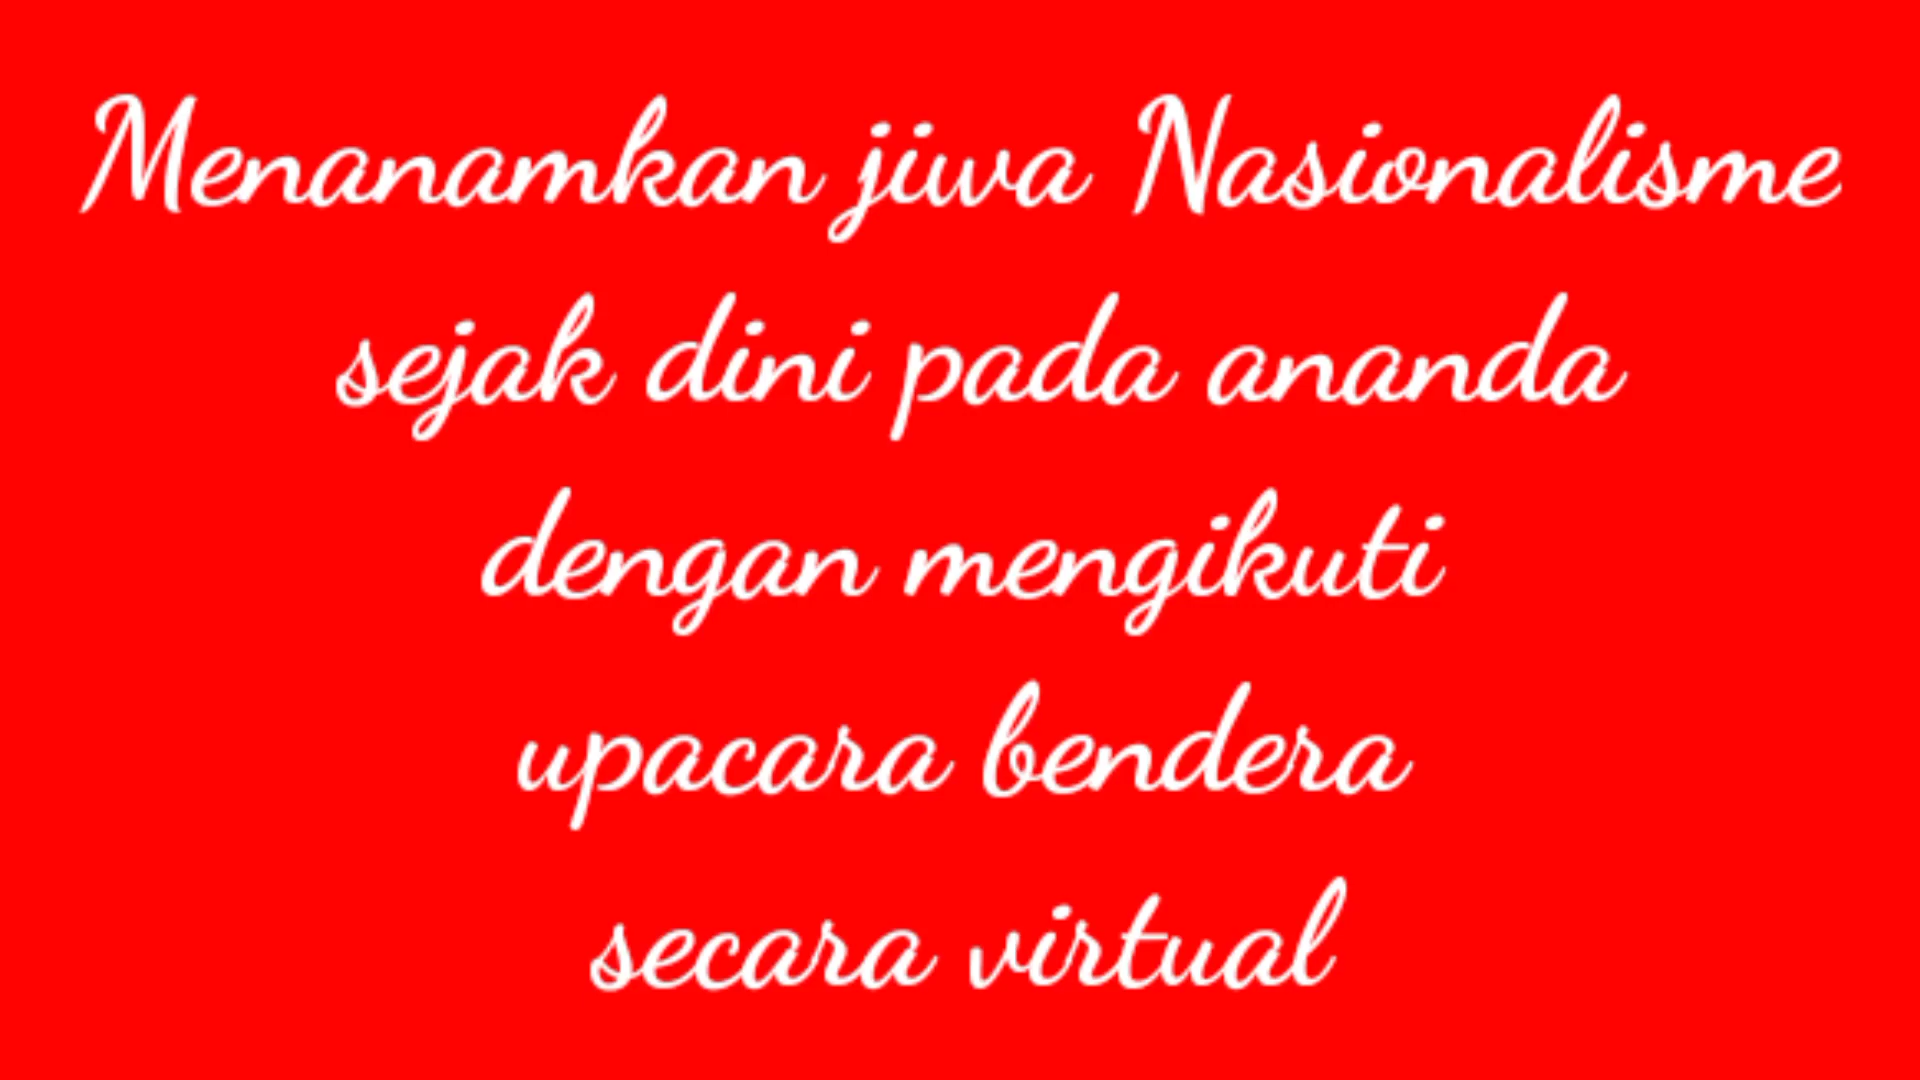 Menanamkan jiwa Nasionalisme
sejak dini pada ananda
dengan mengikuti
upacara bendera
secara virtual